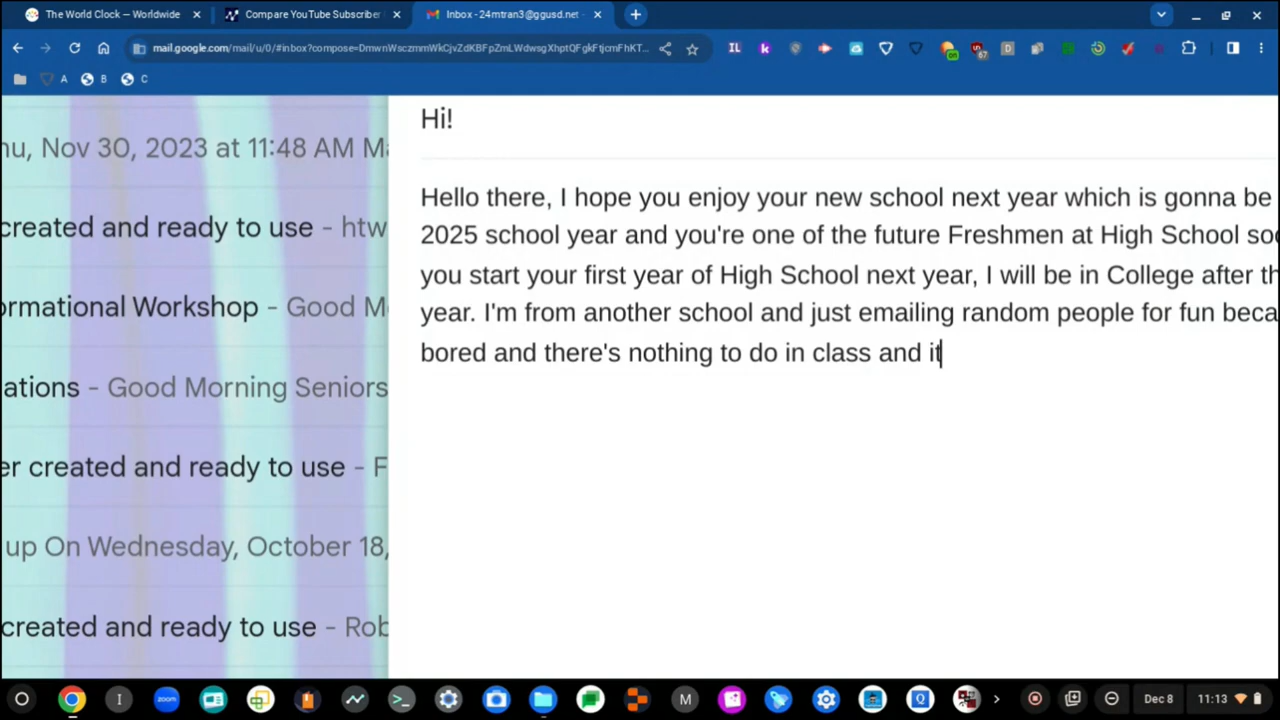 The World Clock — Worldwide
Compare YouTube Subscriber
Inbox - 24mtran3@ggusd.net -
mail.google.com/mail/u/0/#inbox?compose=
A B C
Hi!
hu, Nov 30, 2023 at 11:48 AM Ma
Hello there, I hope you enjoy your new school next year which is gonna be
created and ready to use - htw
2025 school year and you're one of the future Freshmen at High School soo
you start your first year of High School next year, I will be in College after th
ormational Workshop - Good Mo
year. I'm from another school and just emailing random people for fun beca
bored and there's nothing to do in class and it
ations - Good Morning Seniors
er created and ready to use - F
up On Wednesday, October 18,
created and ready to use - Rob
zoom
Dec 8 11:13